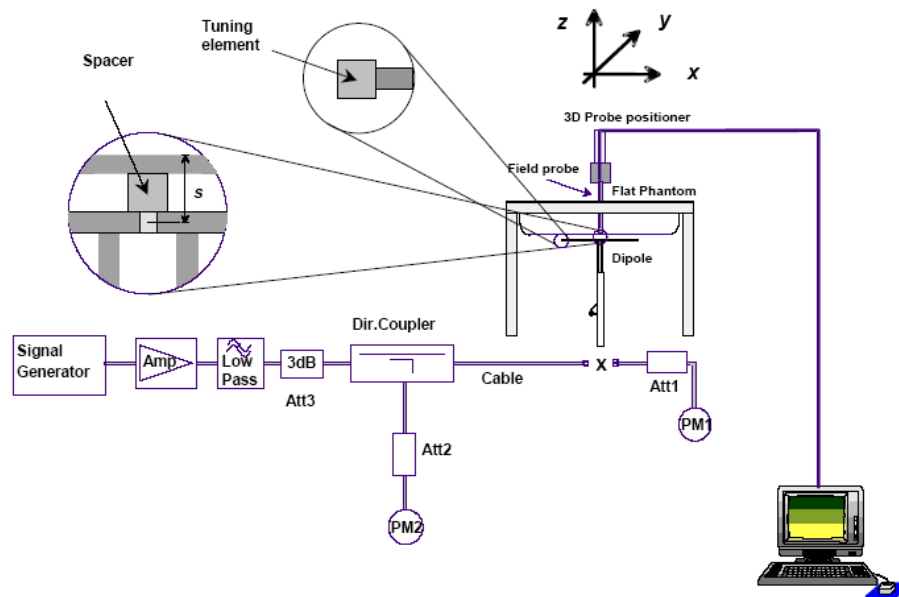 Tuning
element
Spacer
s
z
y
x
3D Probe positioner
Field probe
Flat Phantom
Dipole
Dir.Coupler
Signal
Generator
Amp
Low
Pass
3dB
Att3
Cable
x
Att1
PM1
Att2
PM2